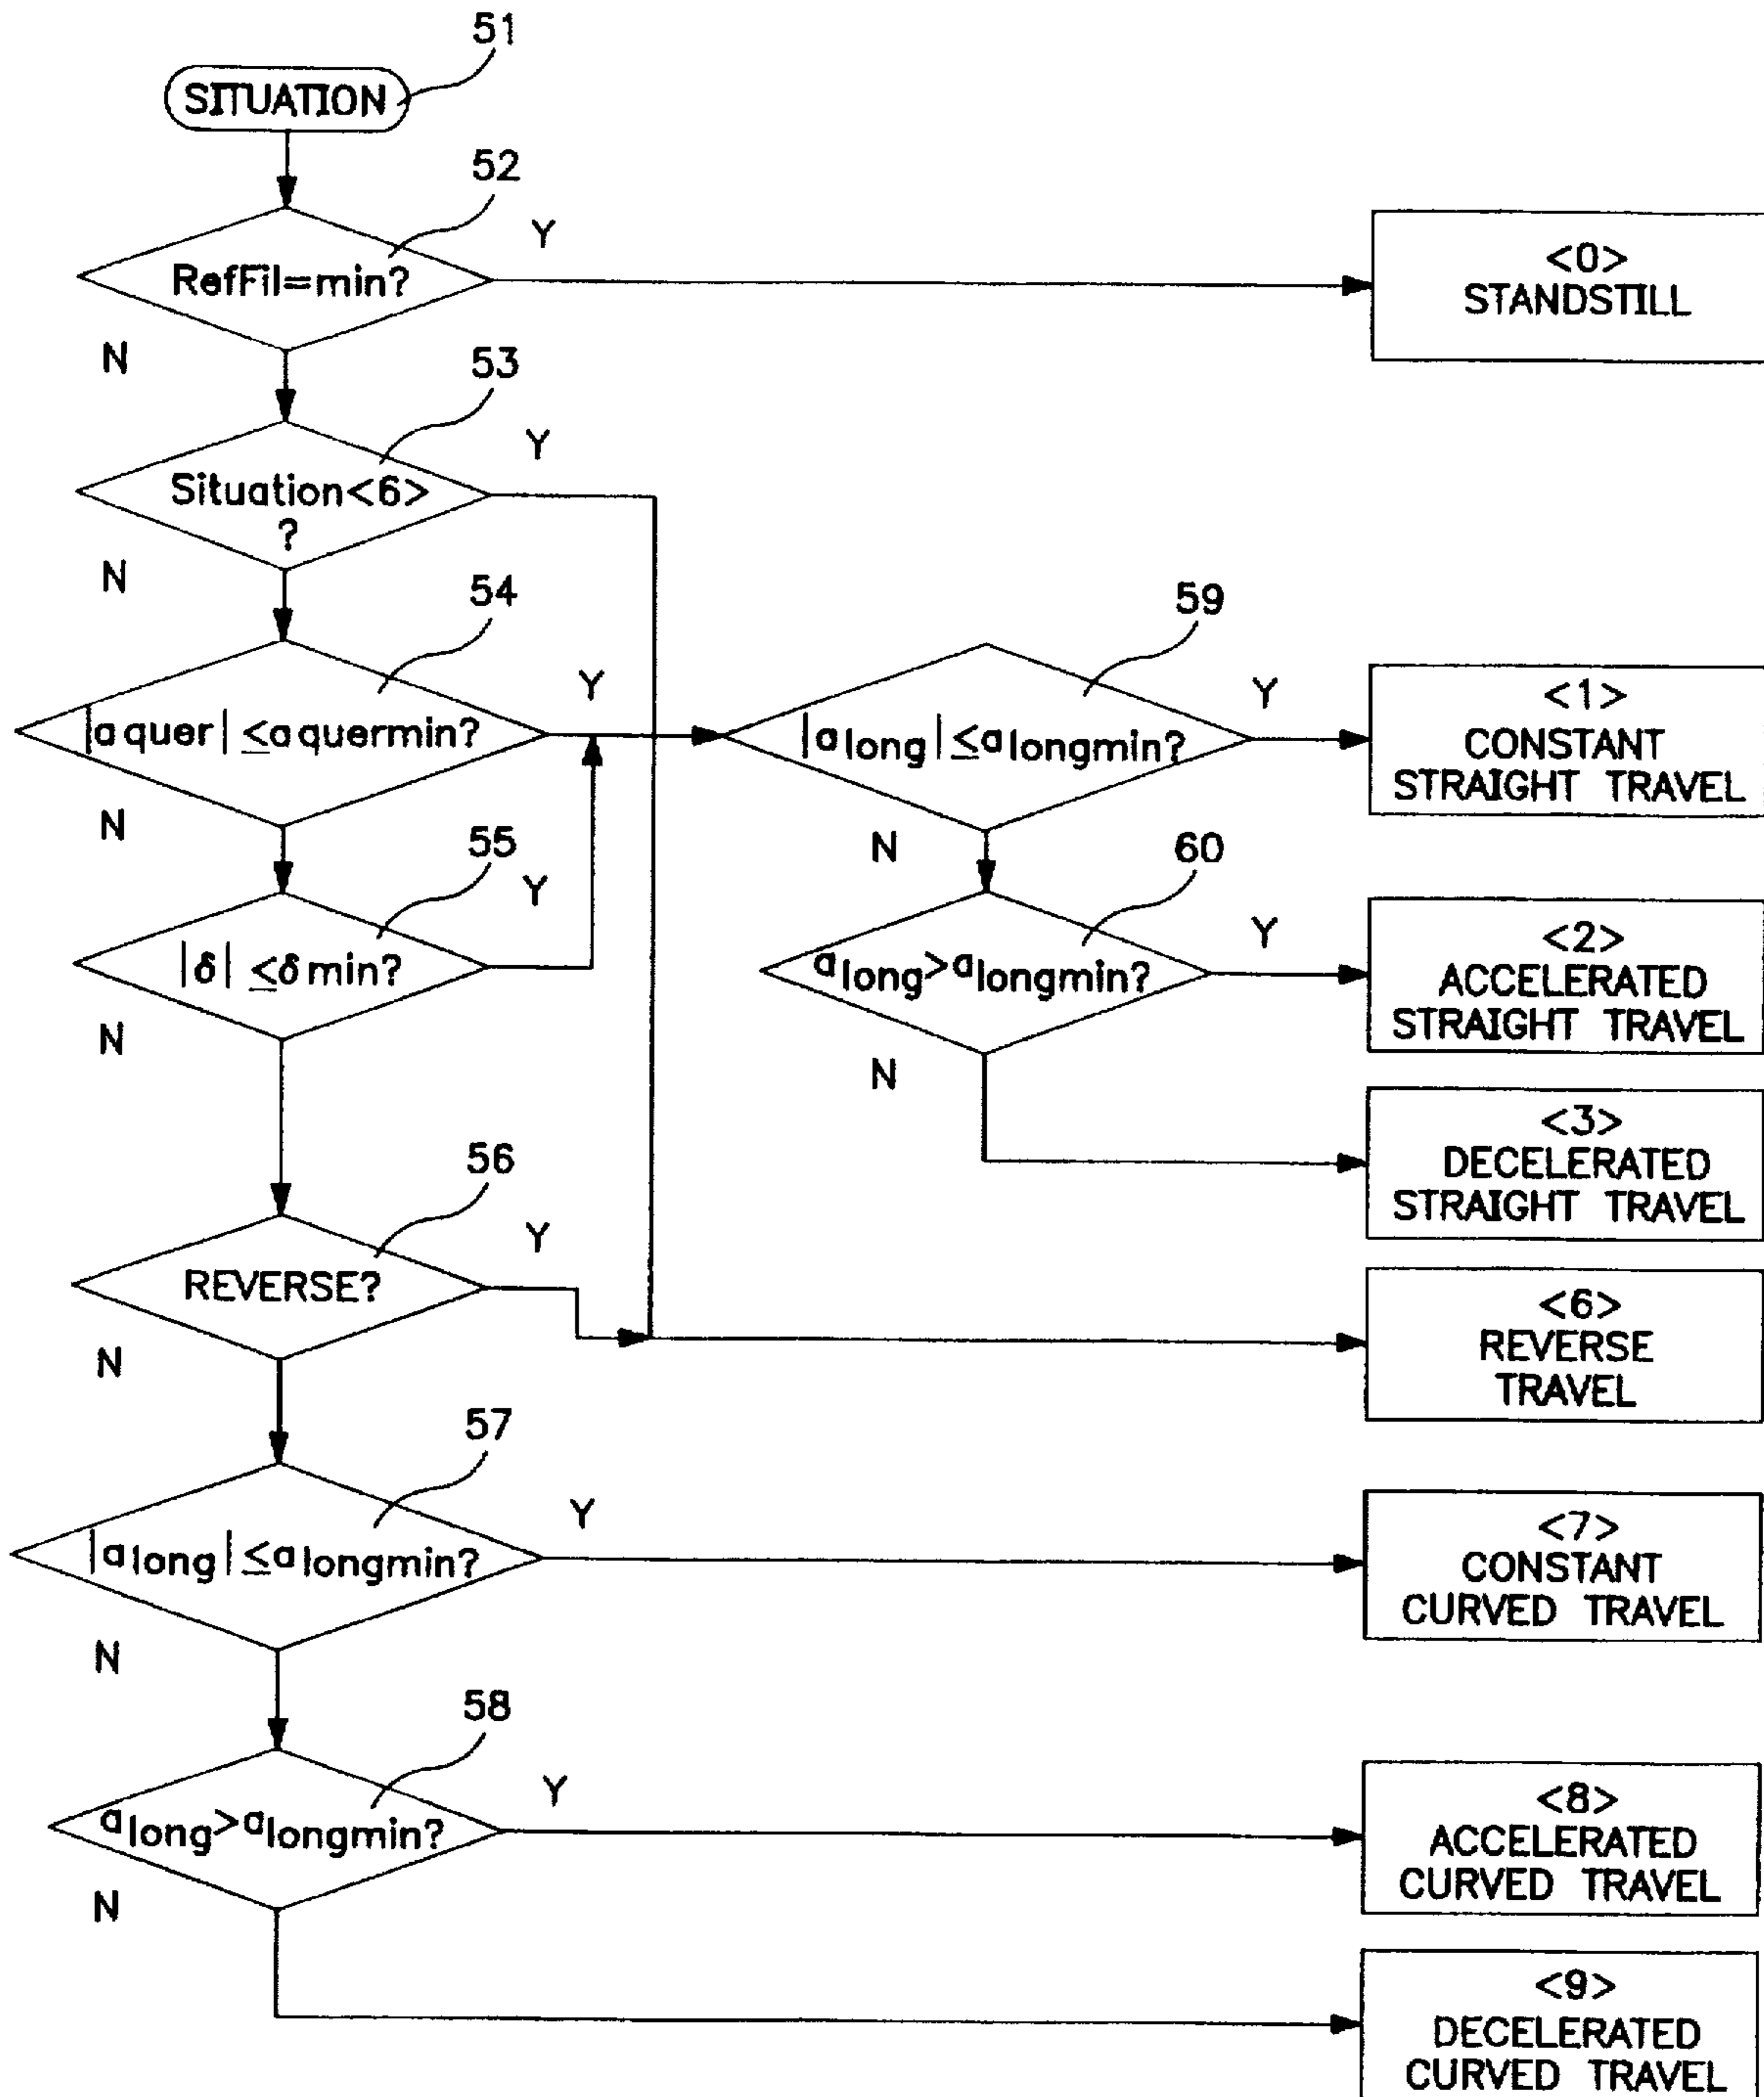 51
SITUATION
52
RefFil=min?
Y
N
<0>
STANDSTILL
53
Situation<6>
?
Y
N
54
|a quer| ≤a quermin?
Y
N
59
|a long| ≤a longmin?
Y
N
<1>
CONSTANT
STRAIGHT TRAVEL
55
|δ| ≤δ min?
Y
N
60
a long>a longmin?
Y
N
<2>
ACCELERATED
STRAIGHT TRAVEL
<3>
DECELERATED
STRAIGHT TRAVEL
56
REVERSE?
Y
N
<6>
REVERSE
TRAVEL
57
|a long| ≤a longmin?
Y
N
<7>
CONSTANT
CURVED TRAVEL
58
a long>a longmin?
Y
N
<8>
ACCELERATED
CURVED TRAVEL
<9>
DECELERATED
CURVED TRAVEL